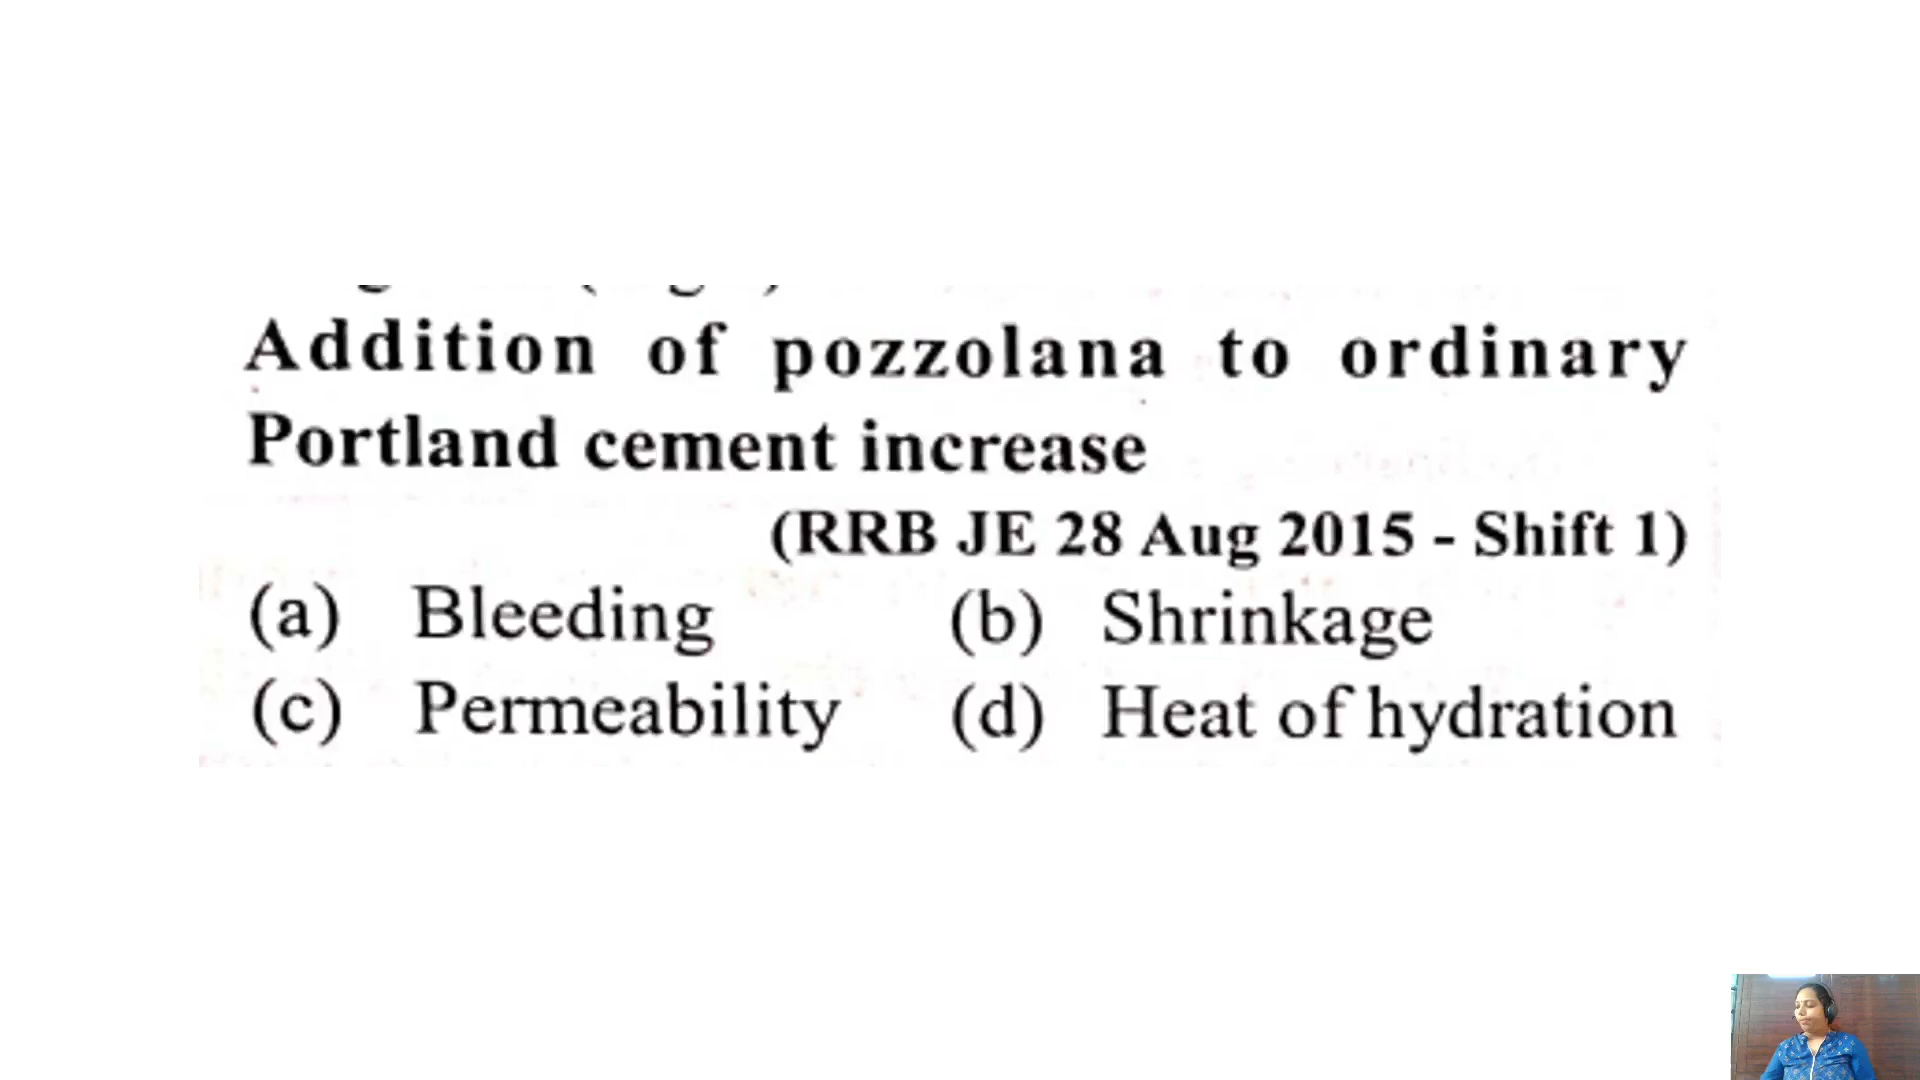 Addition of pozzolana to ordinary
Portland cement increase
(RRB JE 28 Aug 2015 - Shift 1)
(a) Bleeding (b) Shrinkage
(c) Permeability (d) Heat of hydration